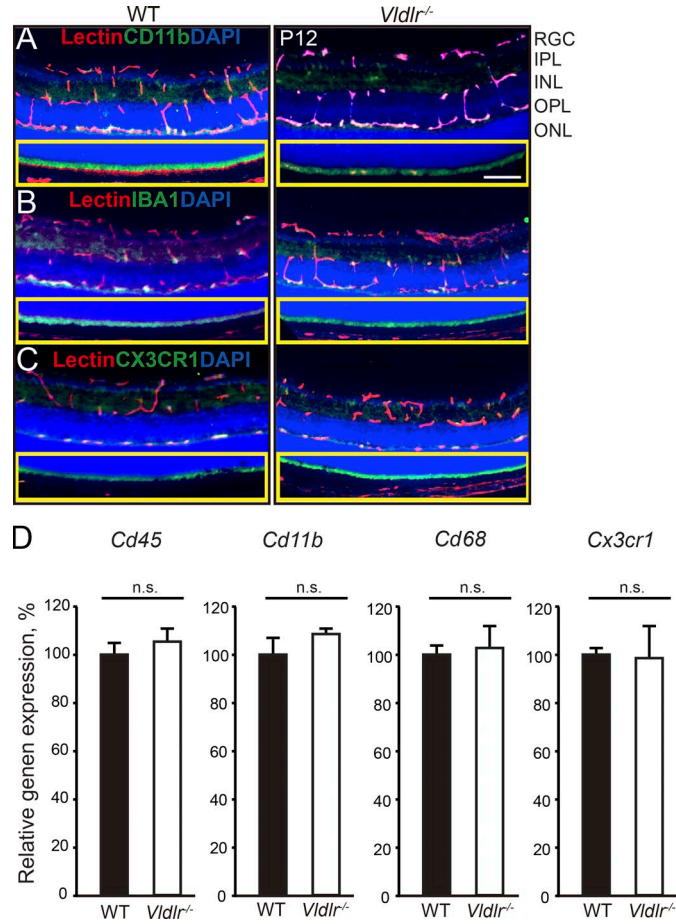 WT Vldlr-/-
A LectinCD11bDAPI P12 RGC
IPL
INL
OPL
ONL
B LectinIBA1DAPI
C LectinCX3CR1DAPI
D Cd45 Cd11b Cd68 Cx3cr1
n.s. n.s. n.s. n.s.
Relative genen expression, %
120 120 120 120
100 100 100 100
80 80 80 80
60 60 60 60
40 40 40 40
20 20 20 20
0 0 0 0
WT Vldlr-/- WT Vldlr-/- WT Vldlr-/- WT Vldlr-/-